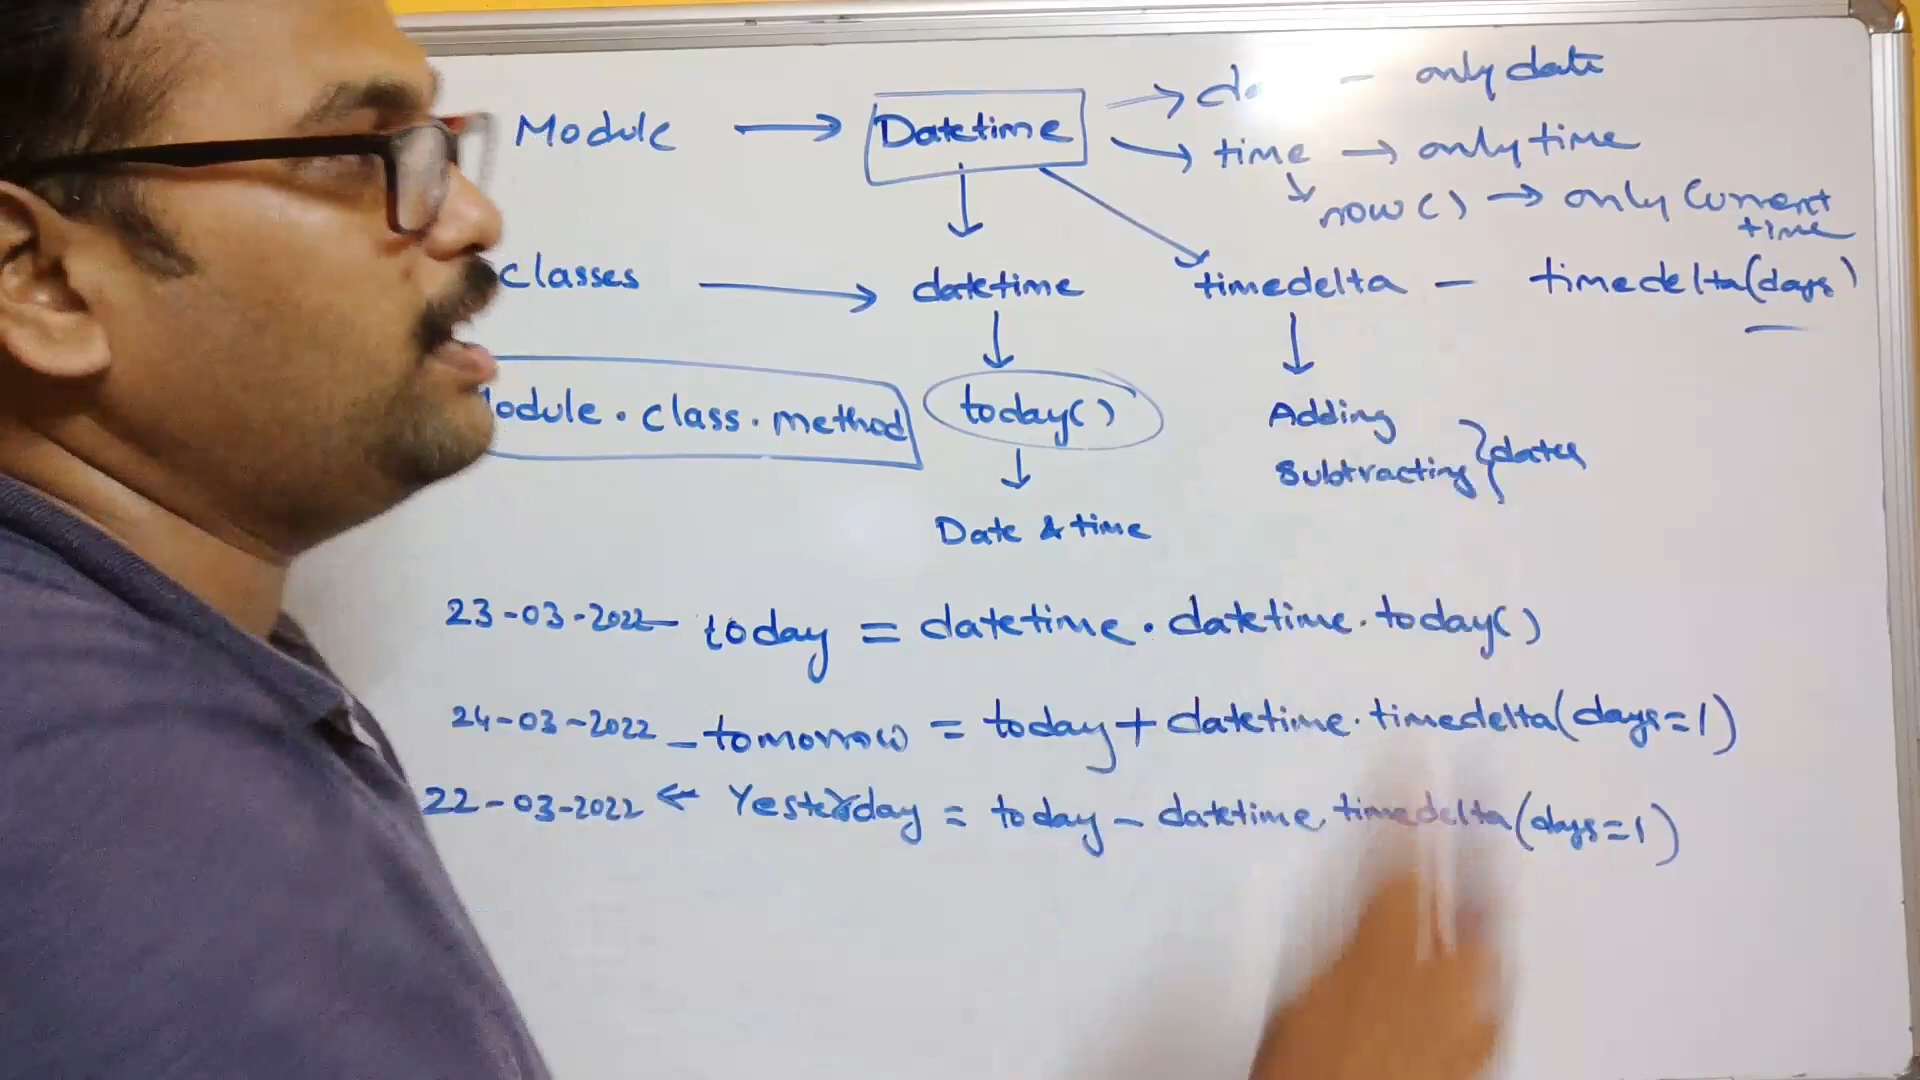 Module → Datetime → - only date
→ time → only time
now() → only Current time
classes → datetime timedelta - timedelta(days)
odule.class.method today() Adding
Subtracting } dates
Date & time
23-03-2022 - today = datetime.datetime.today()
24-03-2022 - tomorrow = today + datetime.timedelta(days=1)
22-03-2022 ← Yesterday = today - datetime.timedelta(days=1)